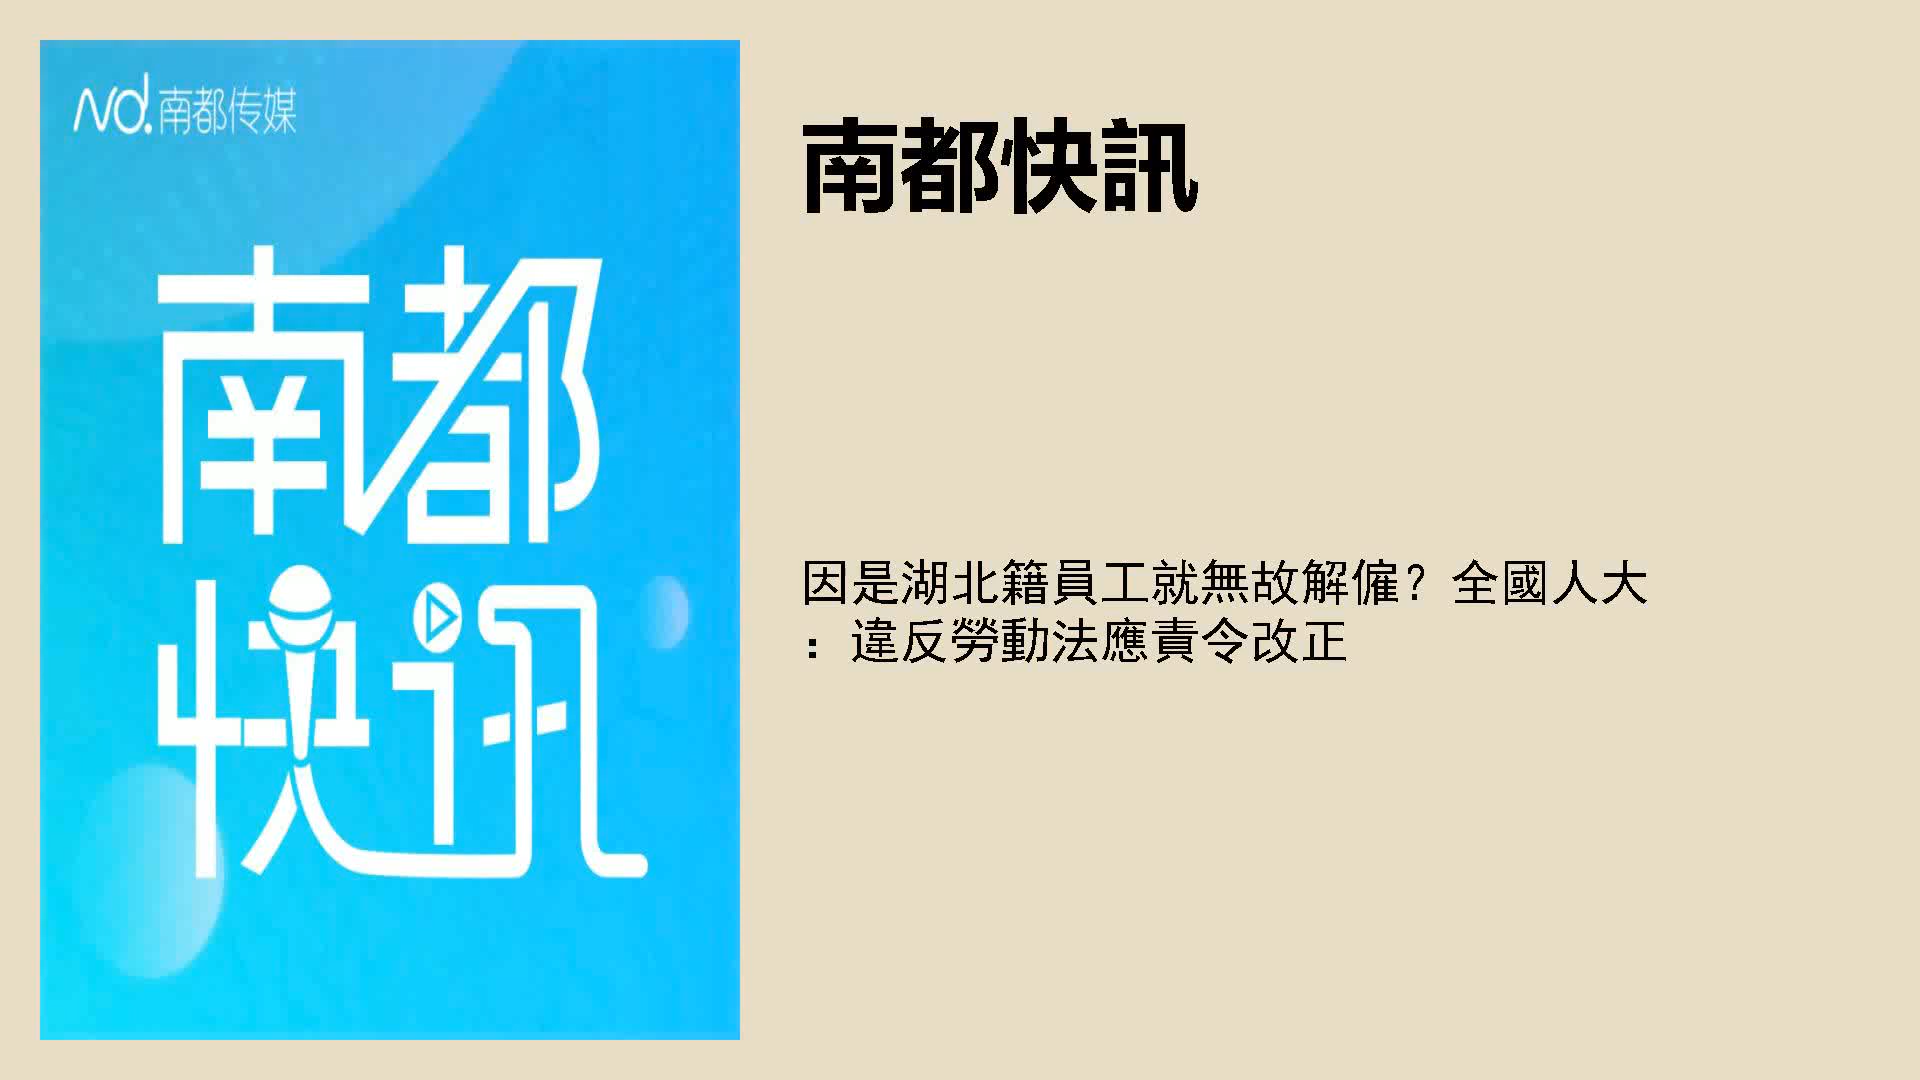 Nd.南都传媒
南都
快讯
南都快訊
因是湖北籍員工就無故解僱？全國人大
：違反勞動法應責令改正